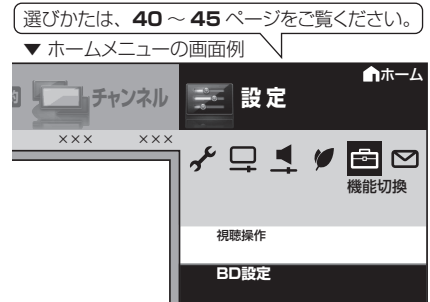 選びかたは、40～45ページをご覧ください。
▼ ホームメニューの画面例
ホーム
チャンネル
設定
××× ×××
機能切換
視聴操作
BD設定